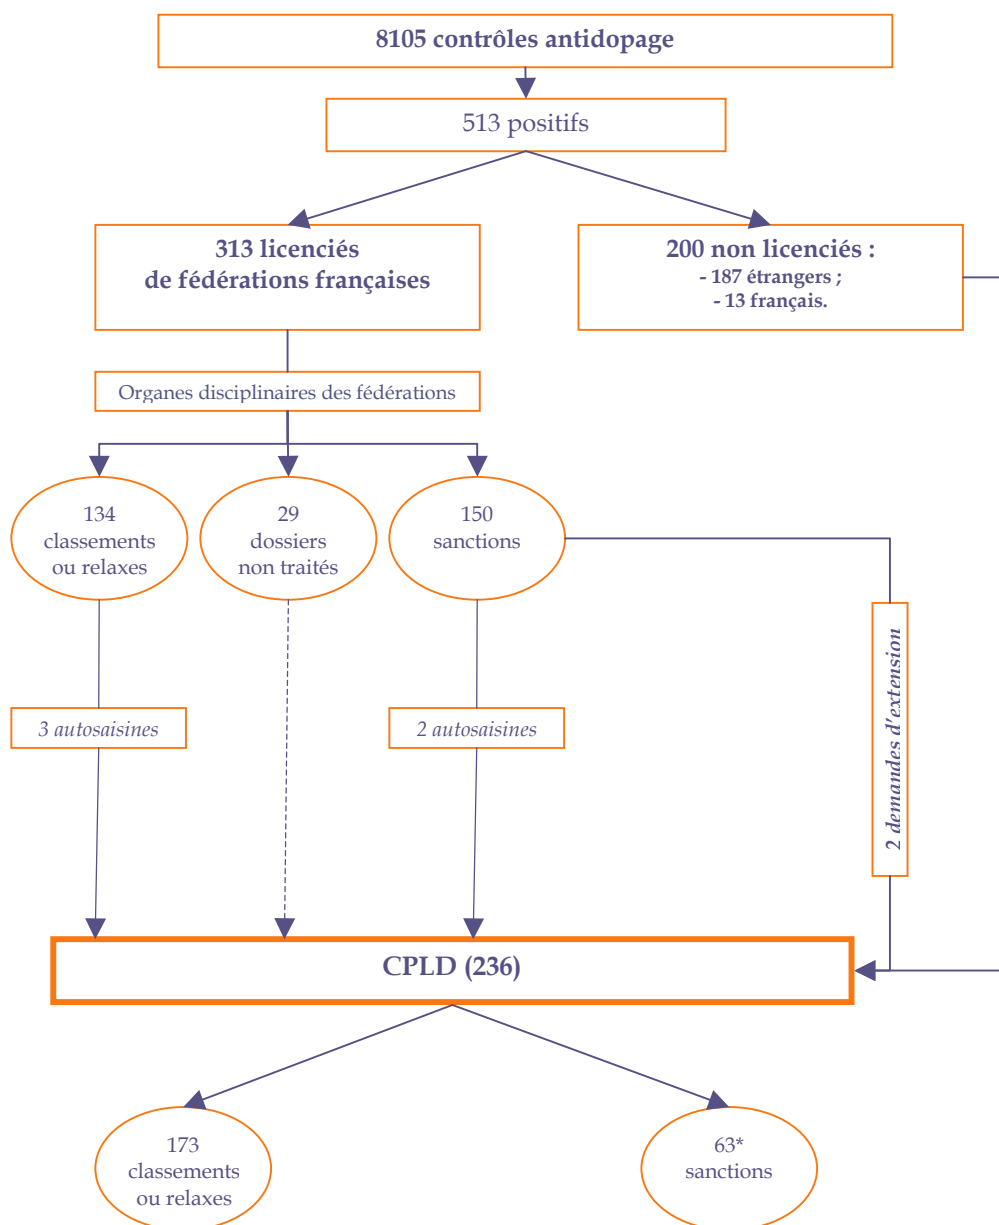 8105 contrôles antidopage
513 positifs
313 licenciés
de fédérations françaises
200 non licenciés :
- 187 étrangers ;
- 13 français.
Organes disciplinaires des fédérations
134
classements
ou relaxes
29
dossiers
non traités
150
sanctions
3 autosaisines
2 autosaisines
2 demandes d'extension
CPLD (236)
173
classements
ou relaxes
63*
sanctions